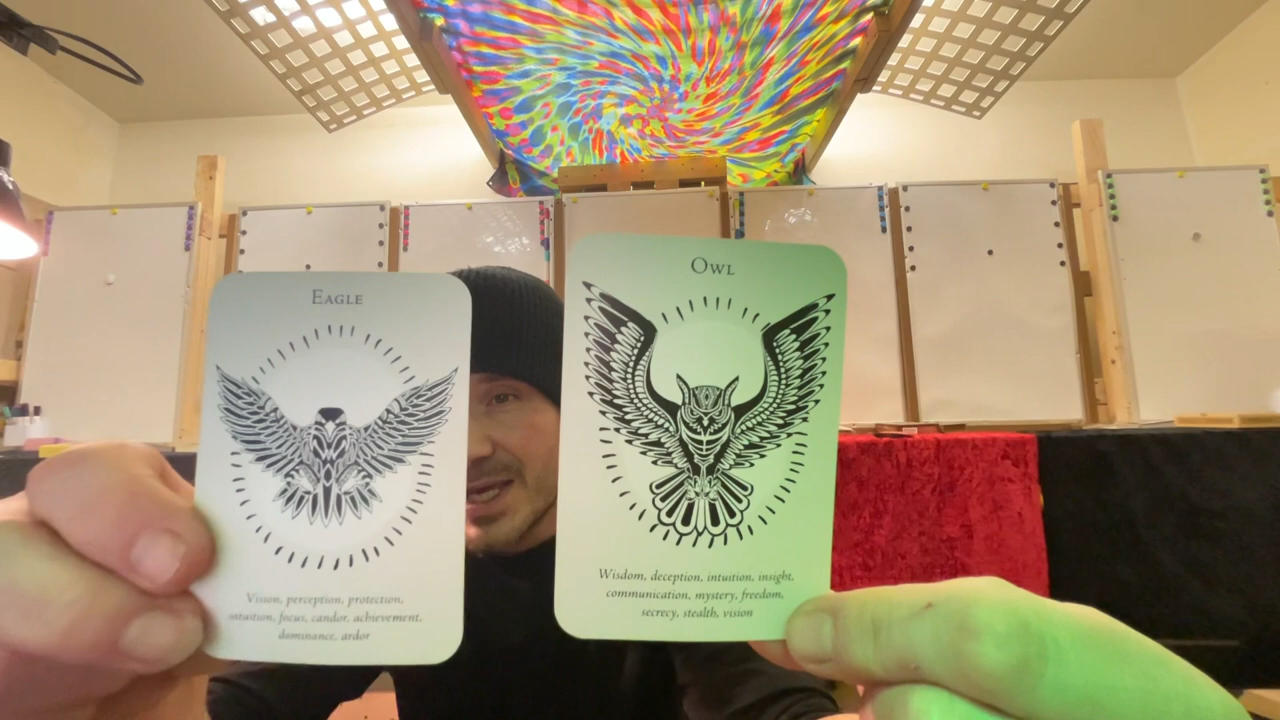 Eagle
Vision, perception, protection,
intuition, focus, candor, achievement,
dominance, ardor
Owl
Wisdom, deception, intuition, insight,
communication, mystery, freedom,
secrecy, stealth, vision